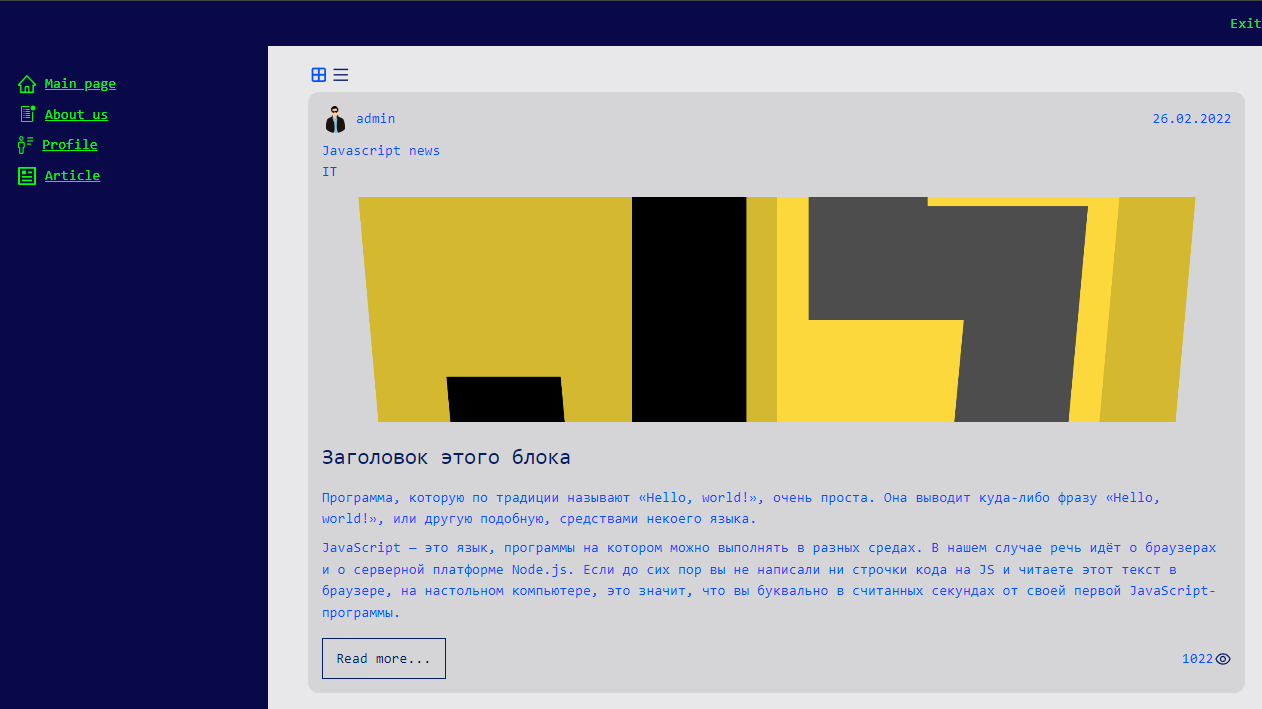 Exit
Main page
About us
Profile
Article
admin
26.02.2022
Javascript news
IT
Заголовок этого блока
Программа, которую по традиции называют «Hello, world!», очень проста. Она выводит куда-либо фразу «Hello,
world!», или другую подобную, средствами некоего языка.
JavaScript — это язык, программы на котором можно выполнять в разных средах. В нашем случае речь идёт о браузерах
и о серверной платформе Node.js. Если до сих пор вы не написали ни строчки кода на JS и читаете этот текст в
браузере, на настольном компьютере, это значит, что вы буквально в считанных секундах от своей первой JavaScript-
программы.
Read more...
1022